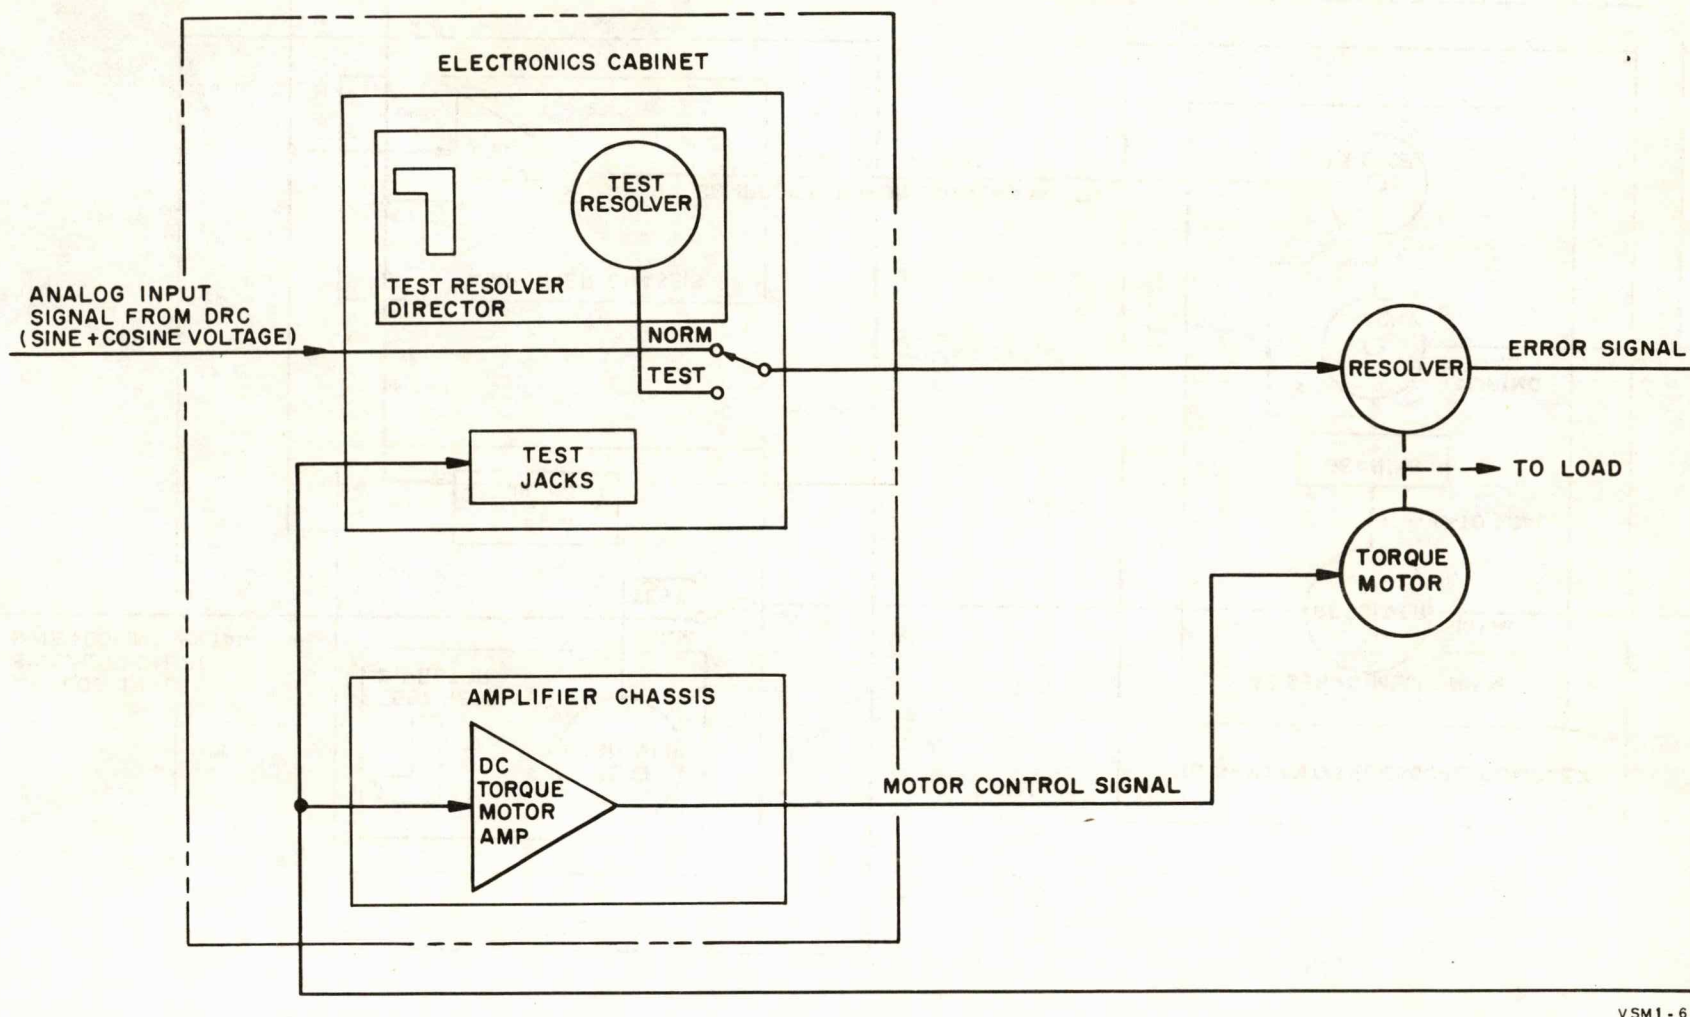 ELECTRONICS CABINET
TEST
RESOLVER
TEST RESOLVER
DIRECTOR
ANALOG INPUT
SIGNAL FROM DRC
(SINE + COSINE VOLTAGE)
NORM
TEST
RESOLVER
ERROR SIGNAL
TEST
JACKS
TO LOAD
TORQUE
MOTOR
AMPLIFIER CHASSIS
DC
TORQUE
MOTOR
AMP
MOTOR CONTROL SIGNAL
VSM1-6